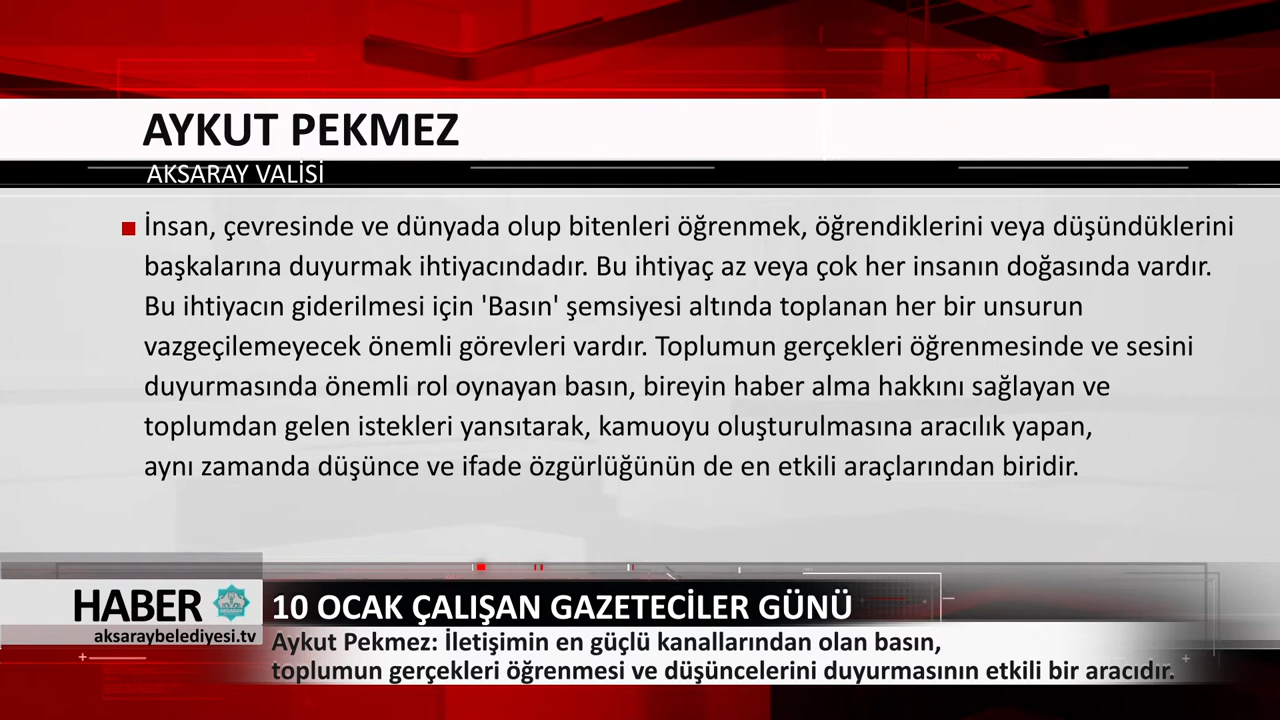 AYKUT PEKMEZ
AKSARAY VALİSİ
İnsan, çevresinde ve dünyada olup bitenleri öğrenmek, öğrendiklerini veya düşündüklerini
başkalarına duyurmak ihtiyacındadır. Bu ihtiyaç az veya çok her insanın doğasında vardır.
Bu ihtiyacın giderilmesi için 'Basın' şemsiyesi altında toplanan her bir unsurun
vazgeçilemeyecek önemli görevleri vardır. Toplumun gerçekleri öğrenmesinde ve sesini
duyurmasında önemli rol oynayan basın, bireyin haber alma hakkını sağlayan ve
toplumdan gelen istekleri yansıtarak, kamuoyu oluşturulmasına aracılık yapan,
aynı zamanda düşünce ve ifade özgürlüğünün de en etkili araçlarından biridir.
HABER
aksaraybelediyesi.tv
10 OCAK ÇALIŞAN GAZETECİLER GÜNÜ
Aykut Pekmez: İletişimin en güçlü kanallarından olan basın,
toplumun gerçekleri öğrenmesi ve düşüncelerini duyurmasının etkili bir aracıdır.